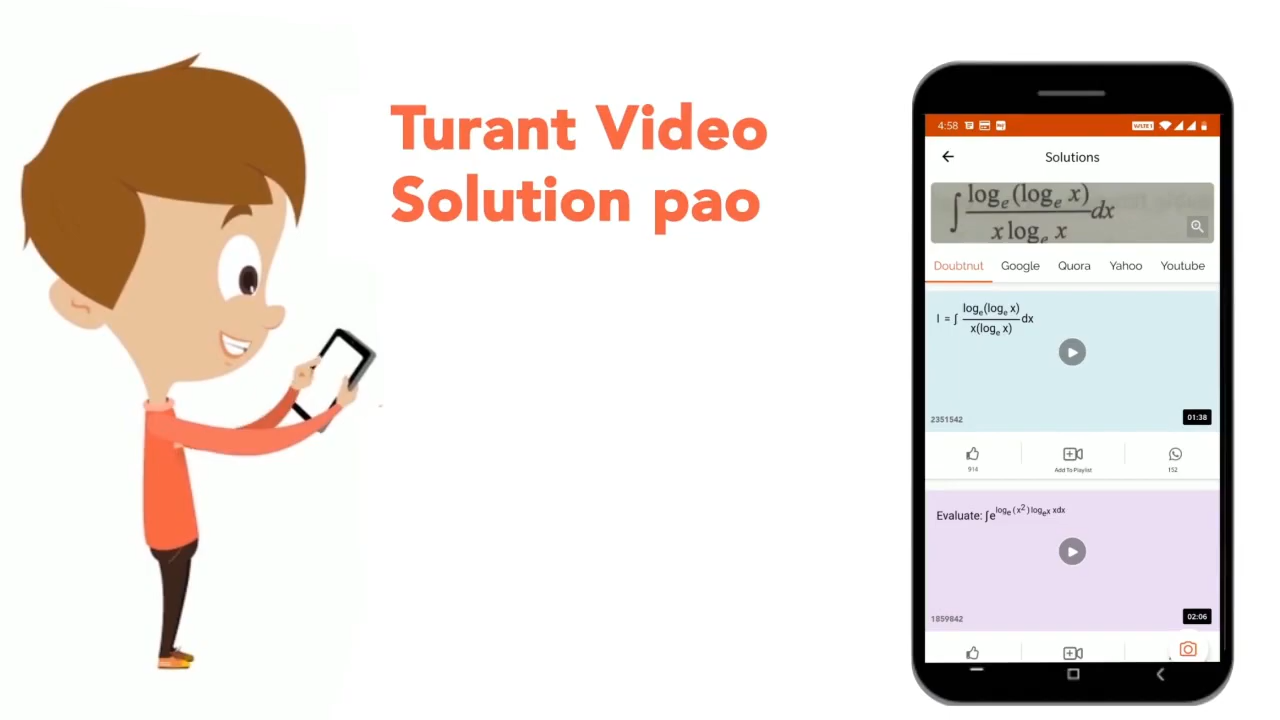 Turant Video
Solution pao
4:58
VoLTE1
Solutions
∫ logₑ(logₑ x) / x logₑ x dx
Doubtnut Google Quora Yahoo Youtube
I = ∫ logₑ(logₑ x) / x(logₑ x) dx
2351542 01:38
914 Add To Playlist 152
Evaluate: ∫e^logₑ(x²)logₑx xdx
1859842 02:06